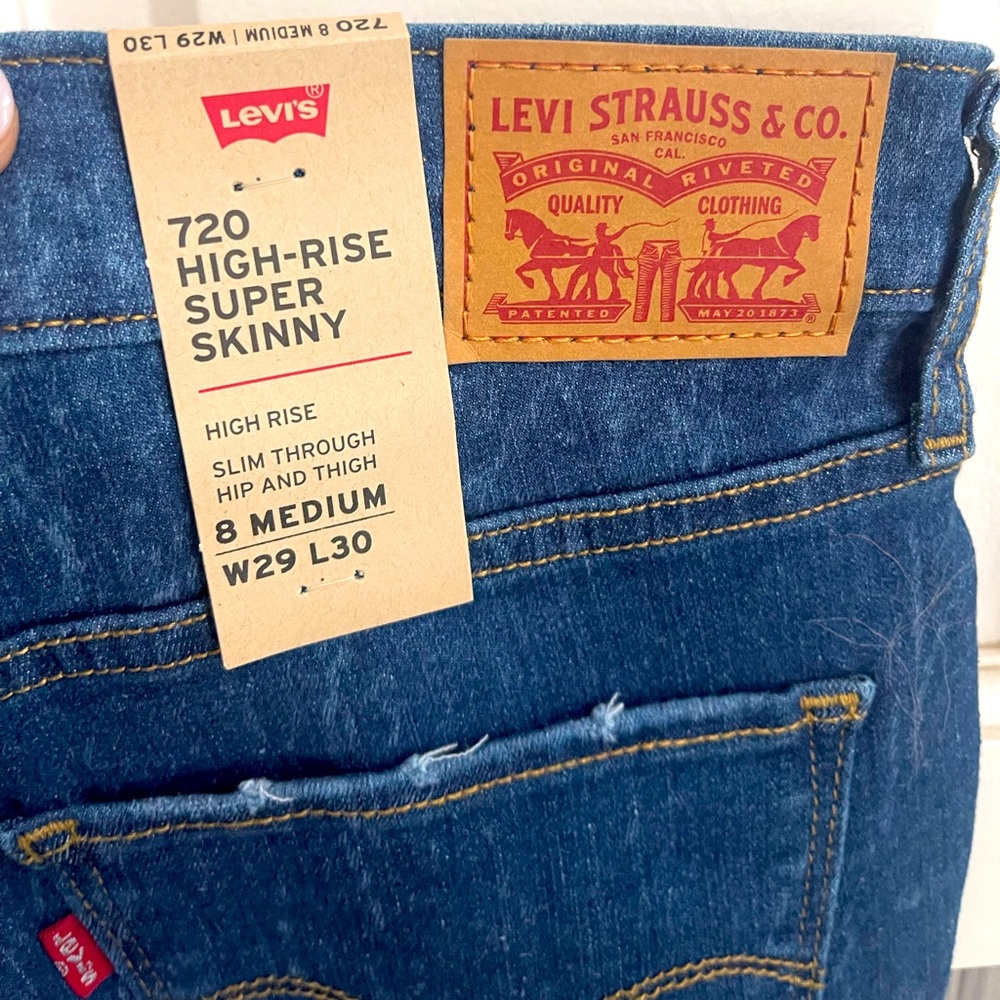 720 8 MEDIUM | W29 L30
Levi's®
720
HIGH-RISE
SUPER
SKINNY
HIGH RISE
SLIM THROUGH
HIP AND THIGH
8 MEDIUM
W29 L30
LEVI STRAUSS & CO.
SAN FRANCISCO
CAL.
ORIGINAL RIVETED
QUALITY CLOTHING
PATENTED MAY 20 1873 ®
LEVI'S